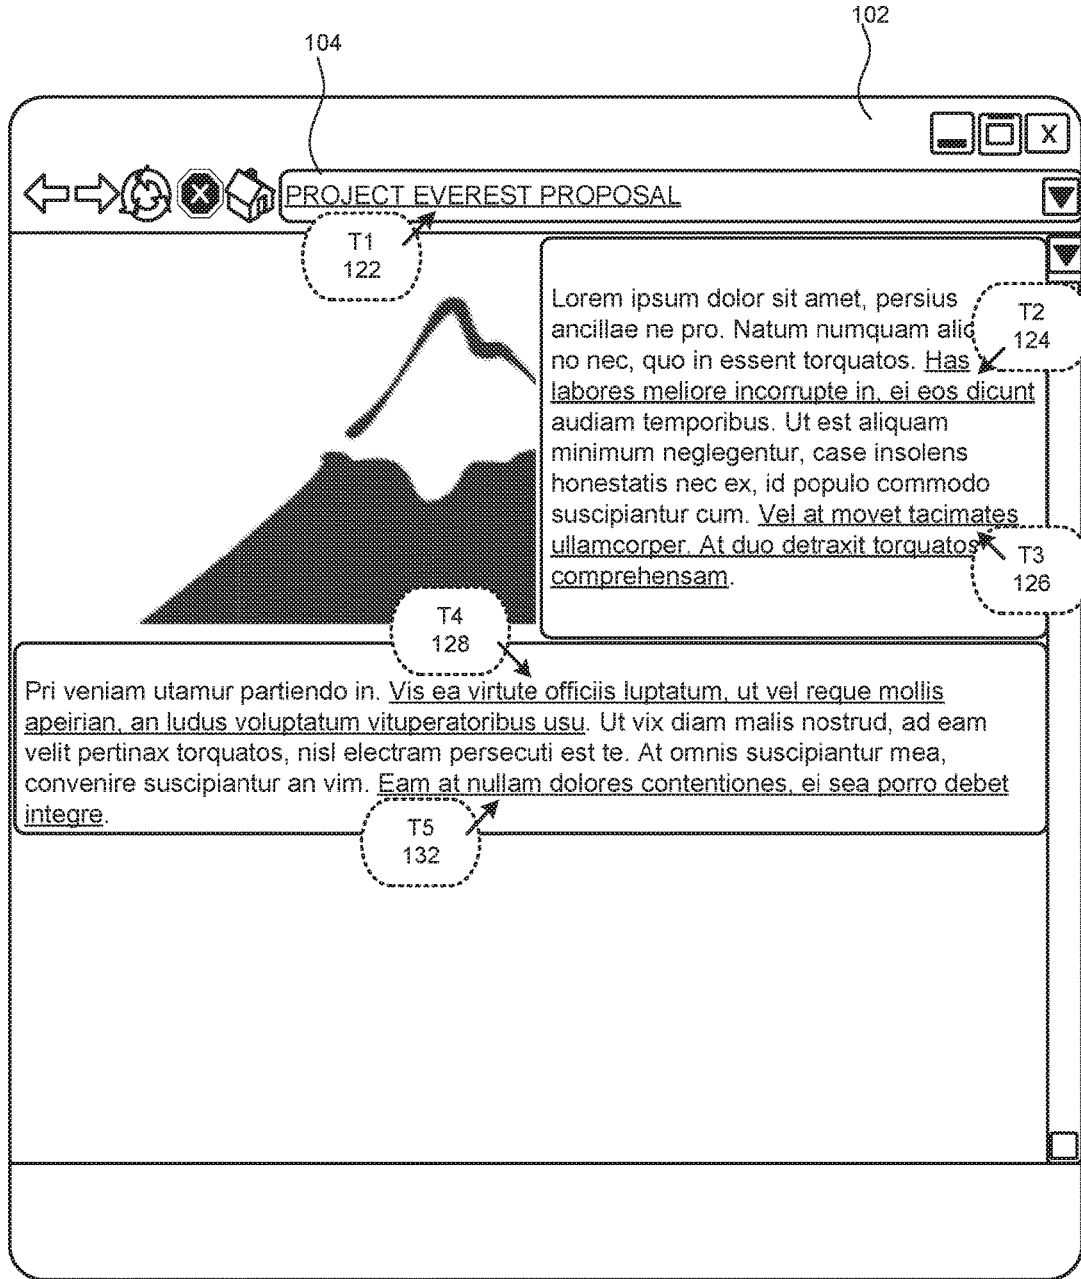 102
104
X
X
PROJECT EVEREST PROPOSAL
T1
122
Lorem ipsum dolor sit amet, persius
ancillae ne pro. Natum numquam
no nec, quo in essent torquatos. Has
labores meliore incorrupte in, ei eos dicunt
audiam temporibus. Ut est aliquam
minimum neglegentur, case insolens
honestatis nec ex, id populo commodo
suscipiantur cum. Vel at movet tacimates
ullamcorper. At duo detraxit torquatos
comprehensam.
T2
124
T3
126
T4
128
Pri veniam utamur partiendo in. Vis ea virtute officiis luptatum, ut vel reque mollis
apeirian, an ludus voluptatum vituperatoribus usu. Ut vix diam malis nostrud, ad eam
velit pertinax torquatos, nisl electram persecuti est te. At omnis suscipiantur mea,
convenire suscipiantur an vim. Eam at nullam dolores contentiones, ei sea porro debet
integre.
T5
132